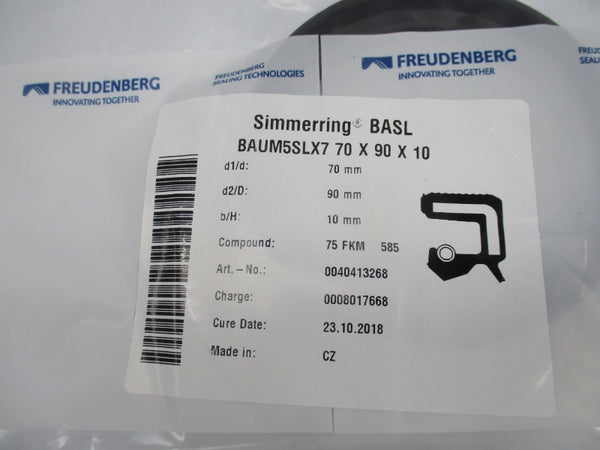 FREUDENBERG
INNOVATING TOGETHER
FREUDENBERG
SEALING TECHNOLOGIES
FREUDENBERG
INNOVATING TOGETHER
Simmerring® BASL
BAUM5SLX7 70 X 90 X 10
d1/d: 70 mm
d2/D: 90 mm
b/H: 10 mm
Compound: 75 FKM 585
Art. – No.: 0040413268
Charge: 0008017668
Cure Date: 23.10.2018
Made in: CZ